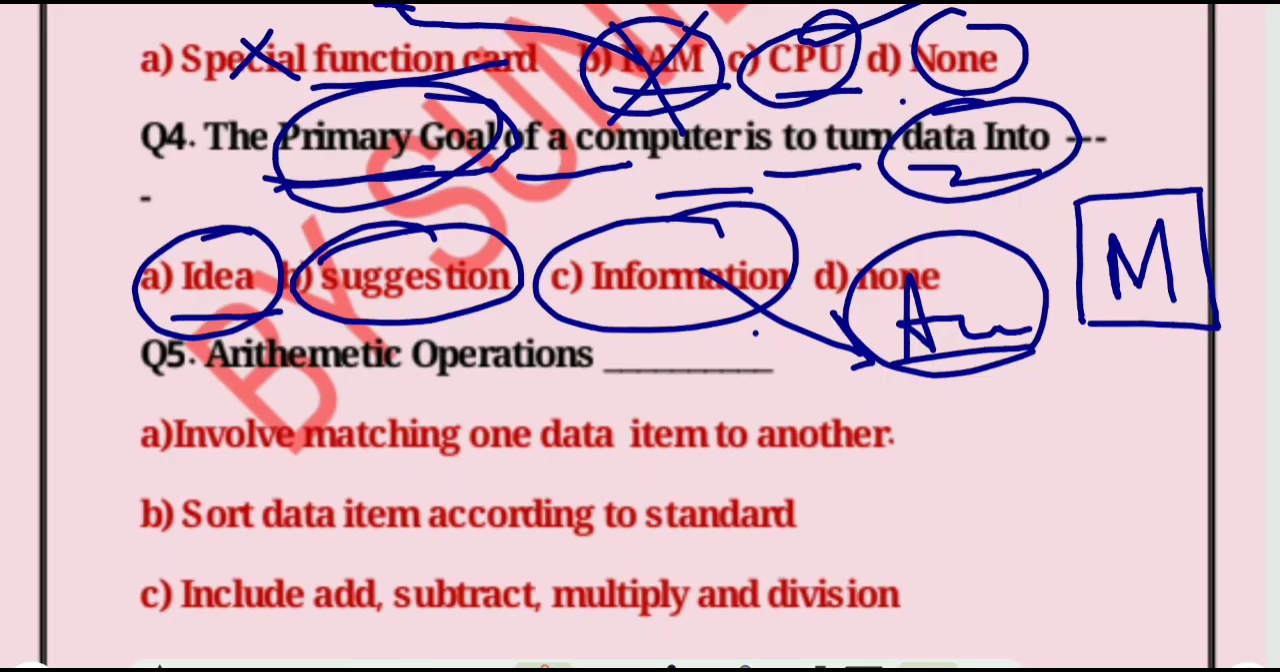 a) Special function card b) RAM c) CPU d) None
Q4. The Primary Goal of a computer is to turn data Into ---
-
a) Idea b) suggestion c) Information d) none
M
Q5. Arithemetic Operations __________
a)Involve matching one data item to another.
b) Sort data item according to standard
c) Include add, subtract, multiply and division